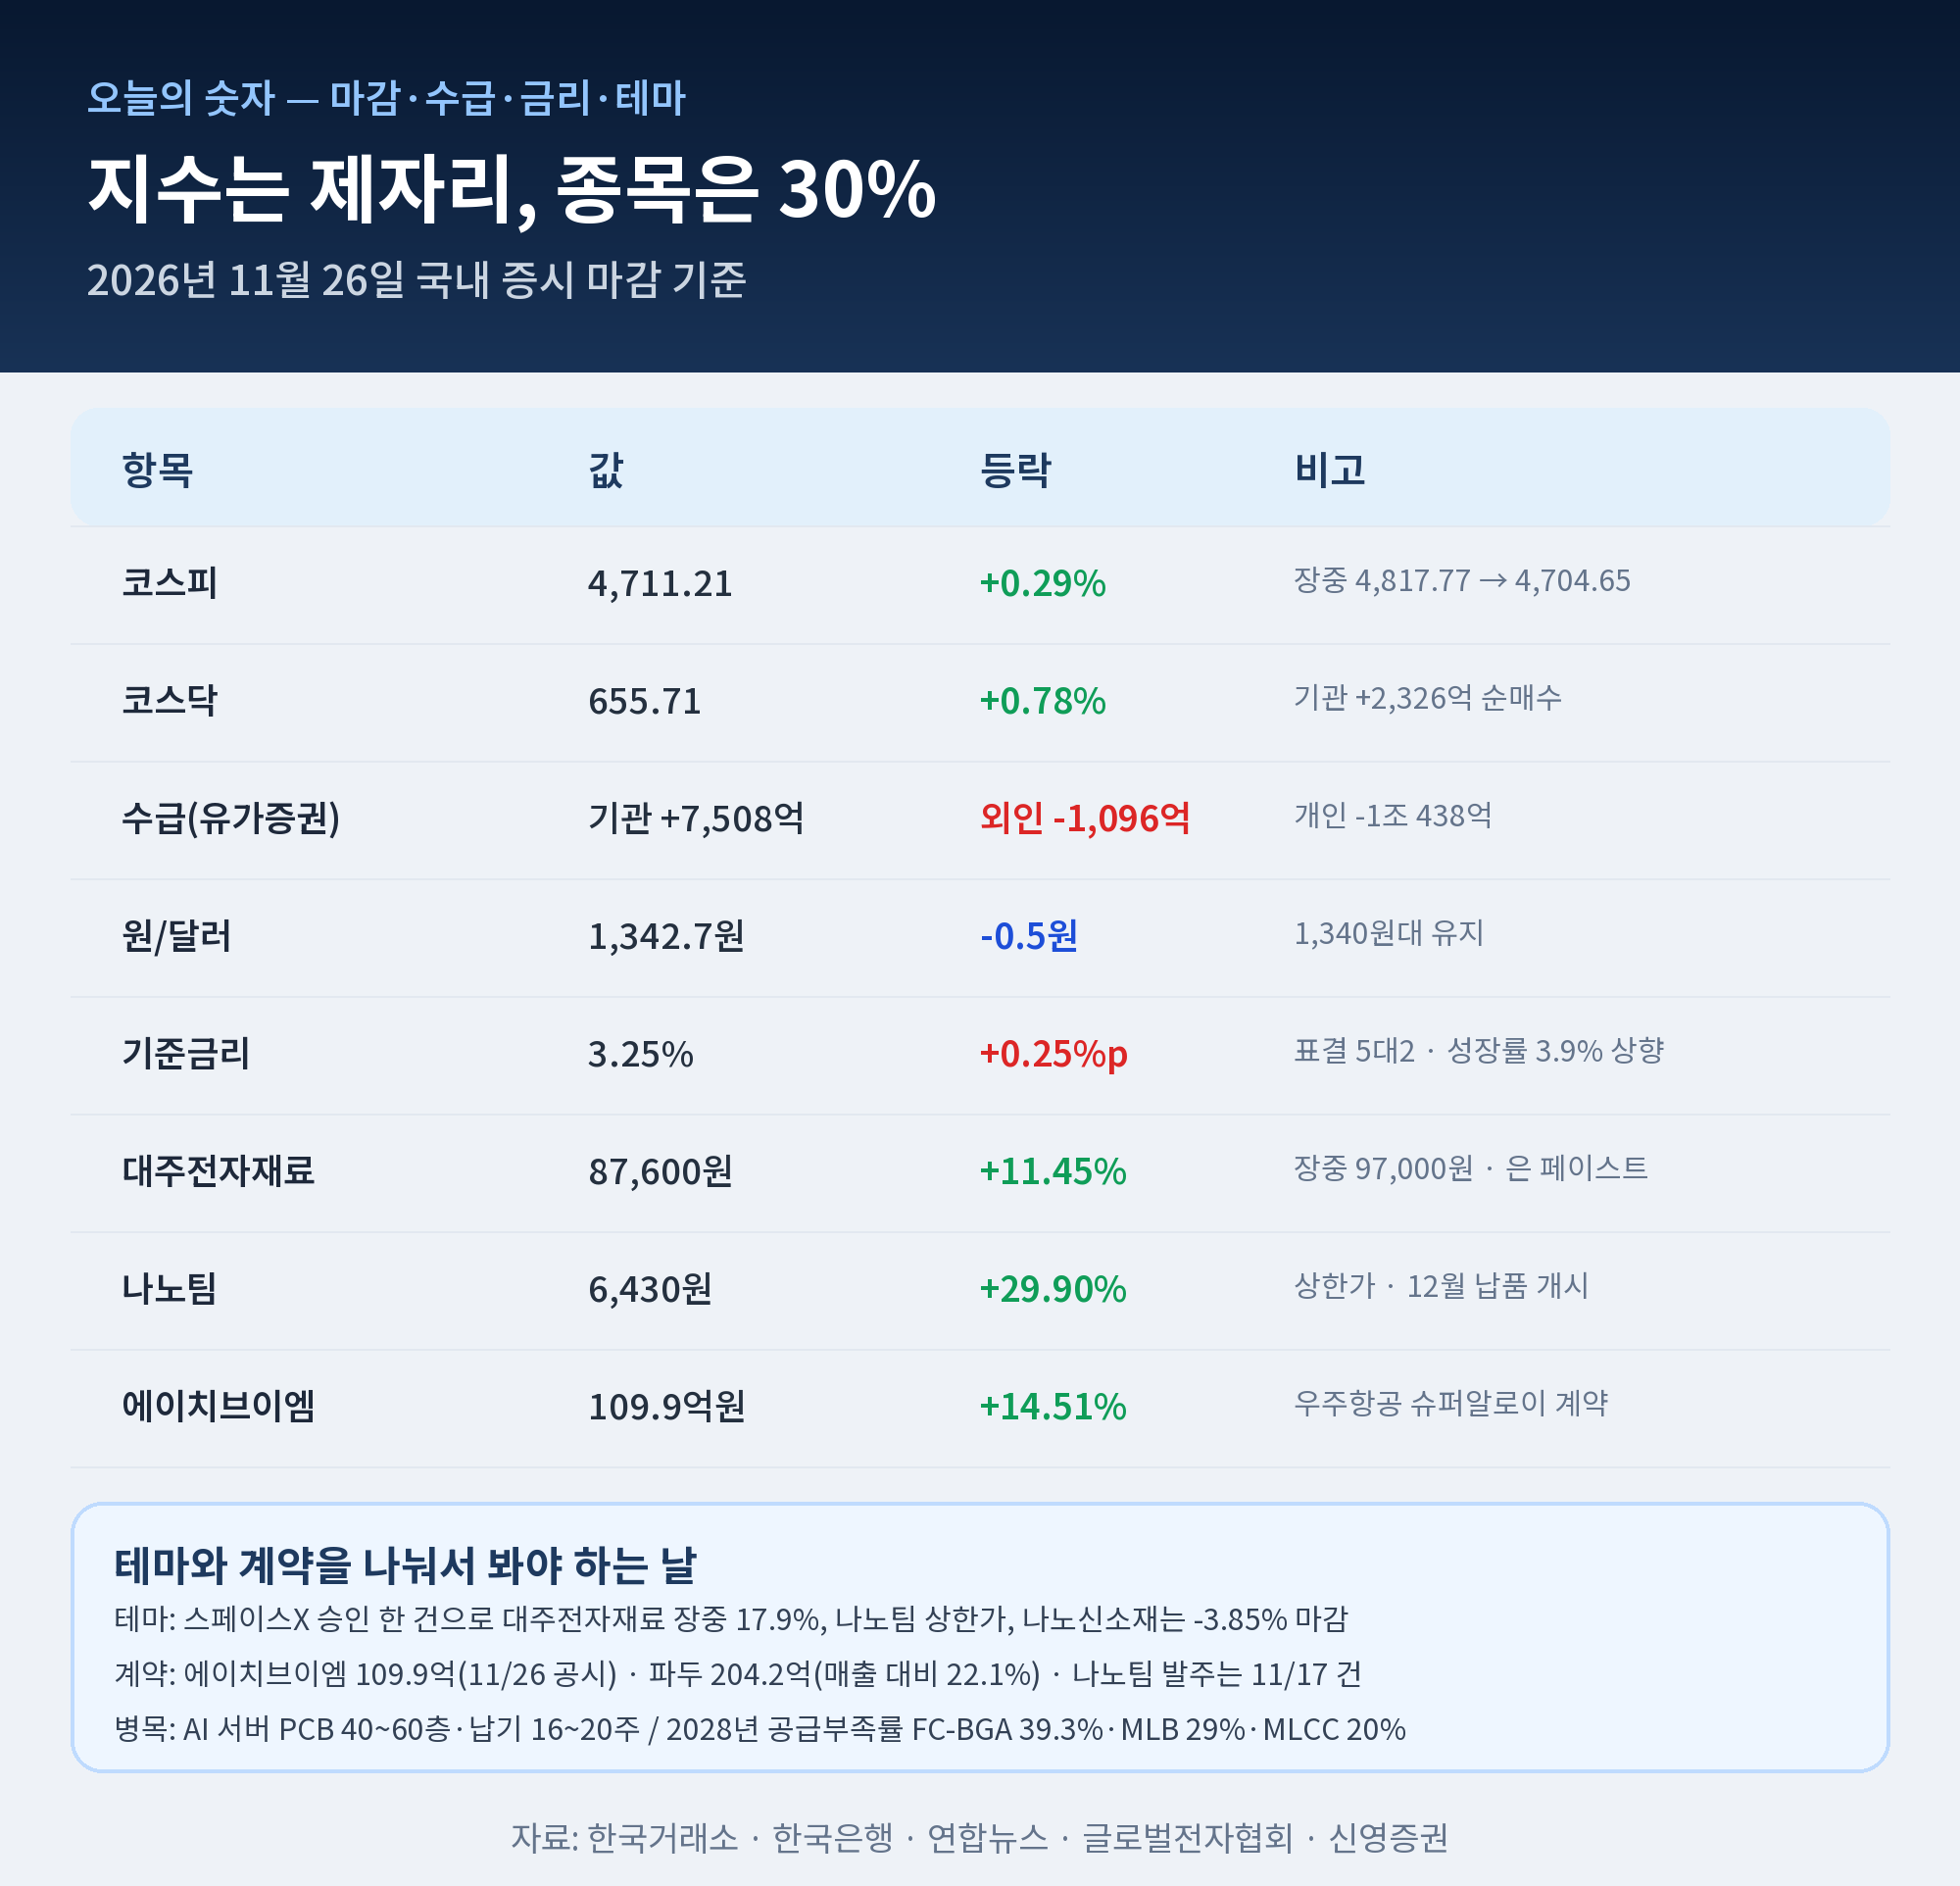 오늘의 숫자 — 마감·수급·금리·테마
지수는 제자리, 종목은 30%
2026년 11월 26일 국내 증시 마감 기준
항목 값 등락 비고
코스피 4,711.21 +0.29% 장중 4,817.77 → 4,704.65
코스닥 655.71 +0.78% 기관 +2,326억 순매수
수급(유가증권) 기관 +7,508억 외인 -1,096억 개인 -1조 438억
원/달러 1,342.7원 -0.5원 1,340원대 유지
기준금리 3.25% +0.25%p 표결 5대2 · 성장률 3.9% 상향
대주전자재료 87,600원 +11.45% 장중 97,000원 · 은 페이스트
나노팀 6,430원 +29.90% 상한가 · 12월 납품 개시
에이치브이엠 109.9억원 +14.51% 우주항공 슈퍼알로이 계약
테마와 계약을 나눠서 봐야 하는 날
테마: 스페이스X 승인 한 건으로 대주전자재료 장중 17.9%, 나노팀 상한가, 나노신소재는 -3.85% 마감
계약: 에이치브이엠 109.9억(11/26 공시) · 파두 204.2억(매출 대비 22.1%) · 나노팀 발주는 11/17 건
병목: AI 서버 PCB 40~60층·납기 16~20주 / 2028년 공급부족률 FC-BGA 39.3%·MLB 29%·MLCC 20%
자료: 한국거래소 · 한국은행 · 연합뉴스 · 글로벌전자협회 · 신영증권